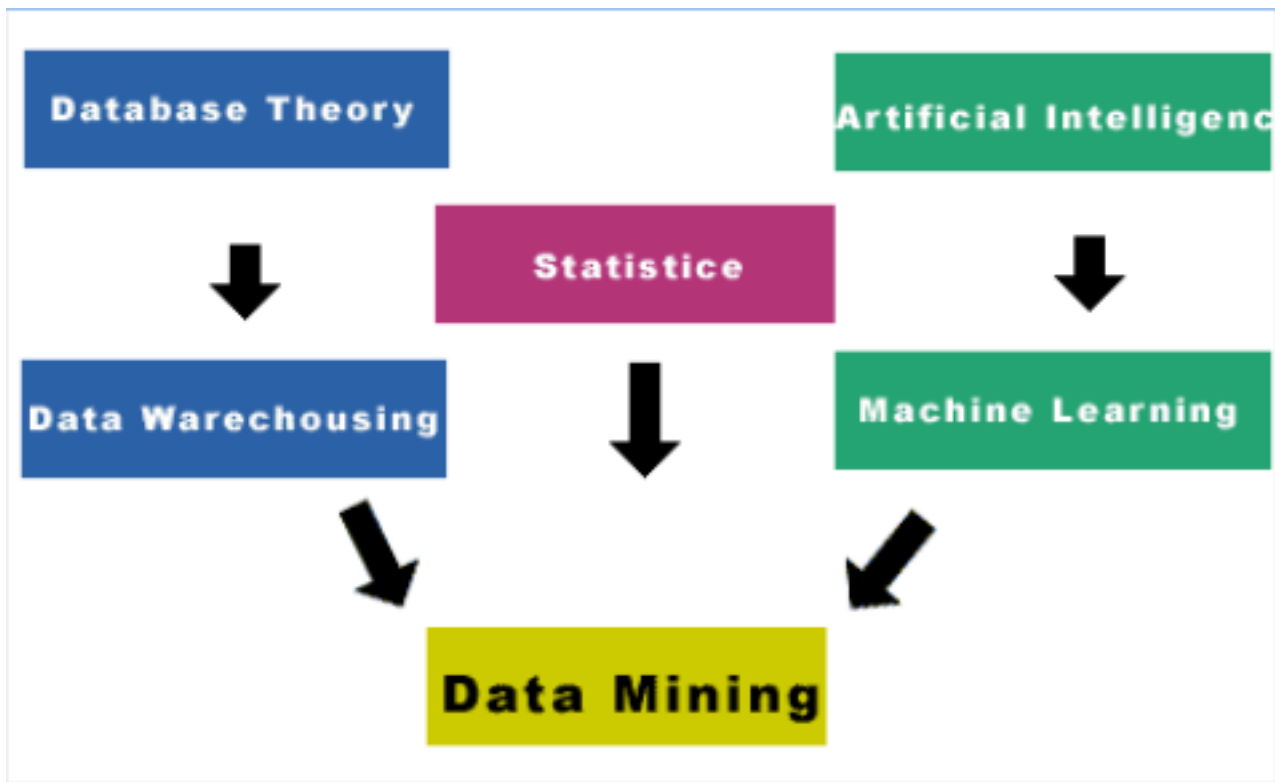 Database Theory
Artificial Intelligenc
Statistice
Data Warechousing
Machine Learning
Data Mining